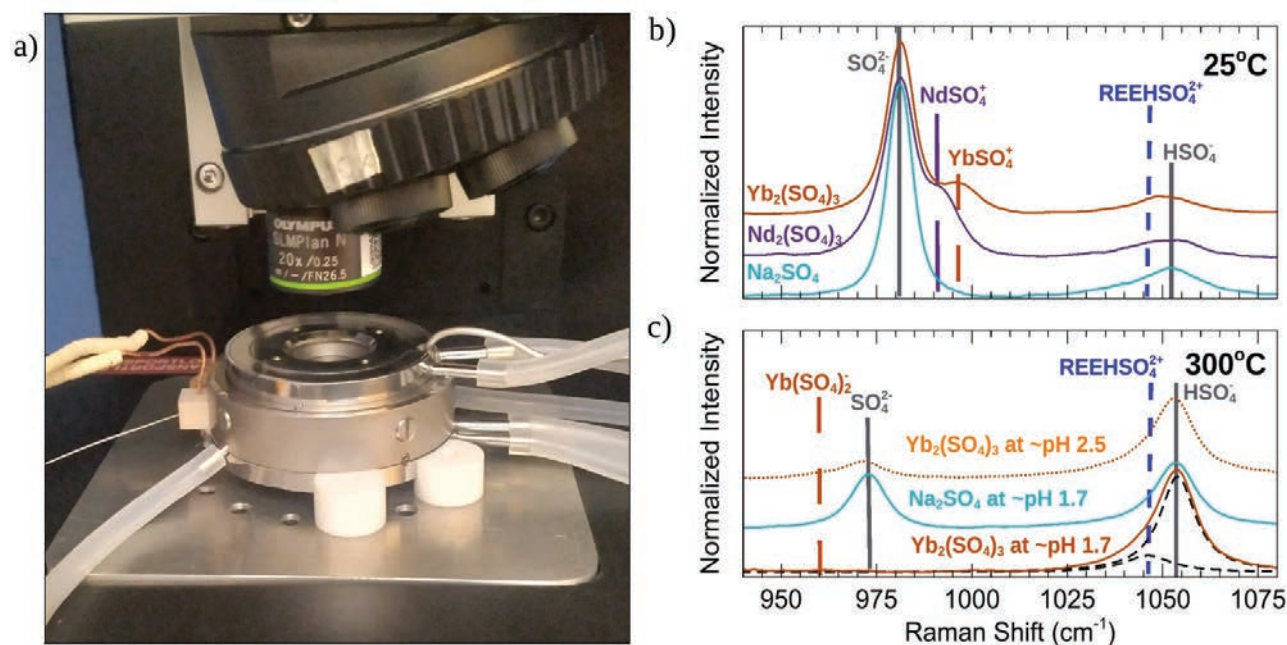 a)
OLYMPU
SLMPlan N
20x/0.25
∞/-/FN26.5
b)
25°C
Normalized Intensity
SO₄²⁻
NdSO₄⁺
YbSO₄⁺
REEHSO₄²⁺
HSO₄⁻
Yb₂(SO₄)₃
Nd₂(SO₄)₃
Na₂SO₄
c)
300°C
Normalized Intensity
Yb(SO₄)₂⁻
SO₄²⁻
REEHSO₄²⁺
HSO₄⁻
Yb₂(SO₄)₃ at ~pH 2.5
Na₂SO₄ at ~pH 1.7
Yb₂(SO₄)₃ at ~pH 1.7
950 975 1000 1025 1050 1075
Raman Shift (cm⁻¹)